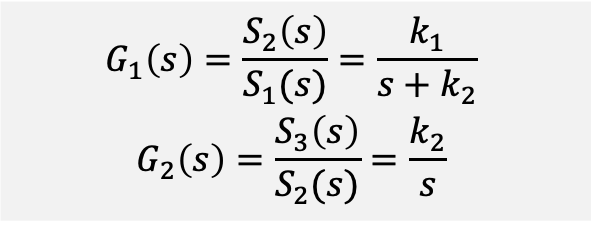 G₁(s) = S₂(s)/S₁(s) = k₁/(s + k₂)
G₂(s) = S₃(s)/S₂(s) = k₂/s